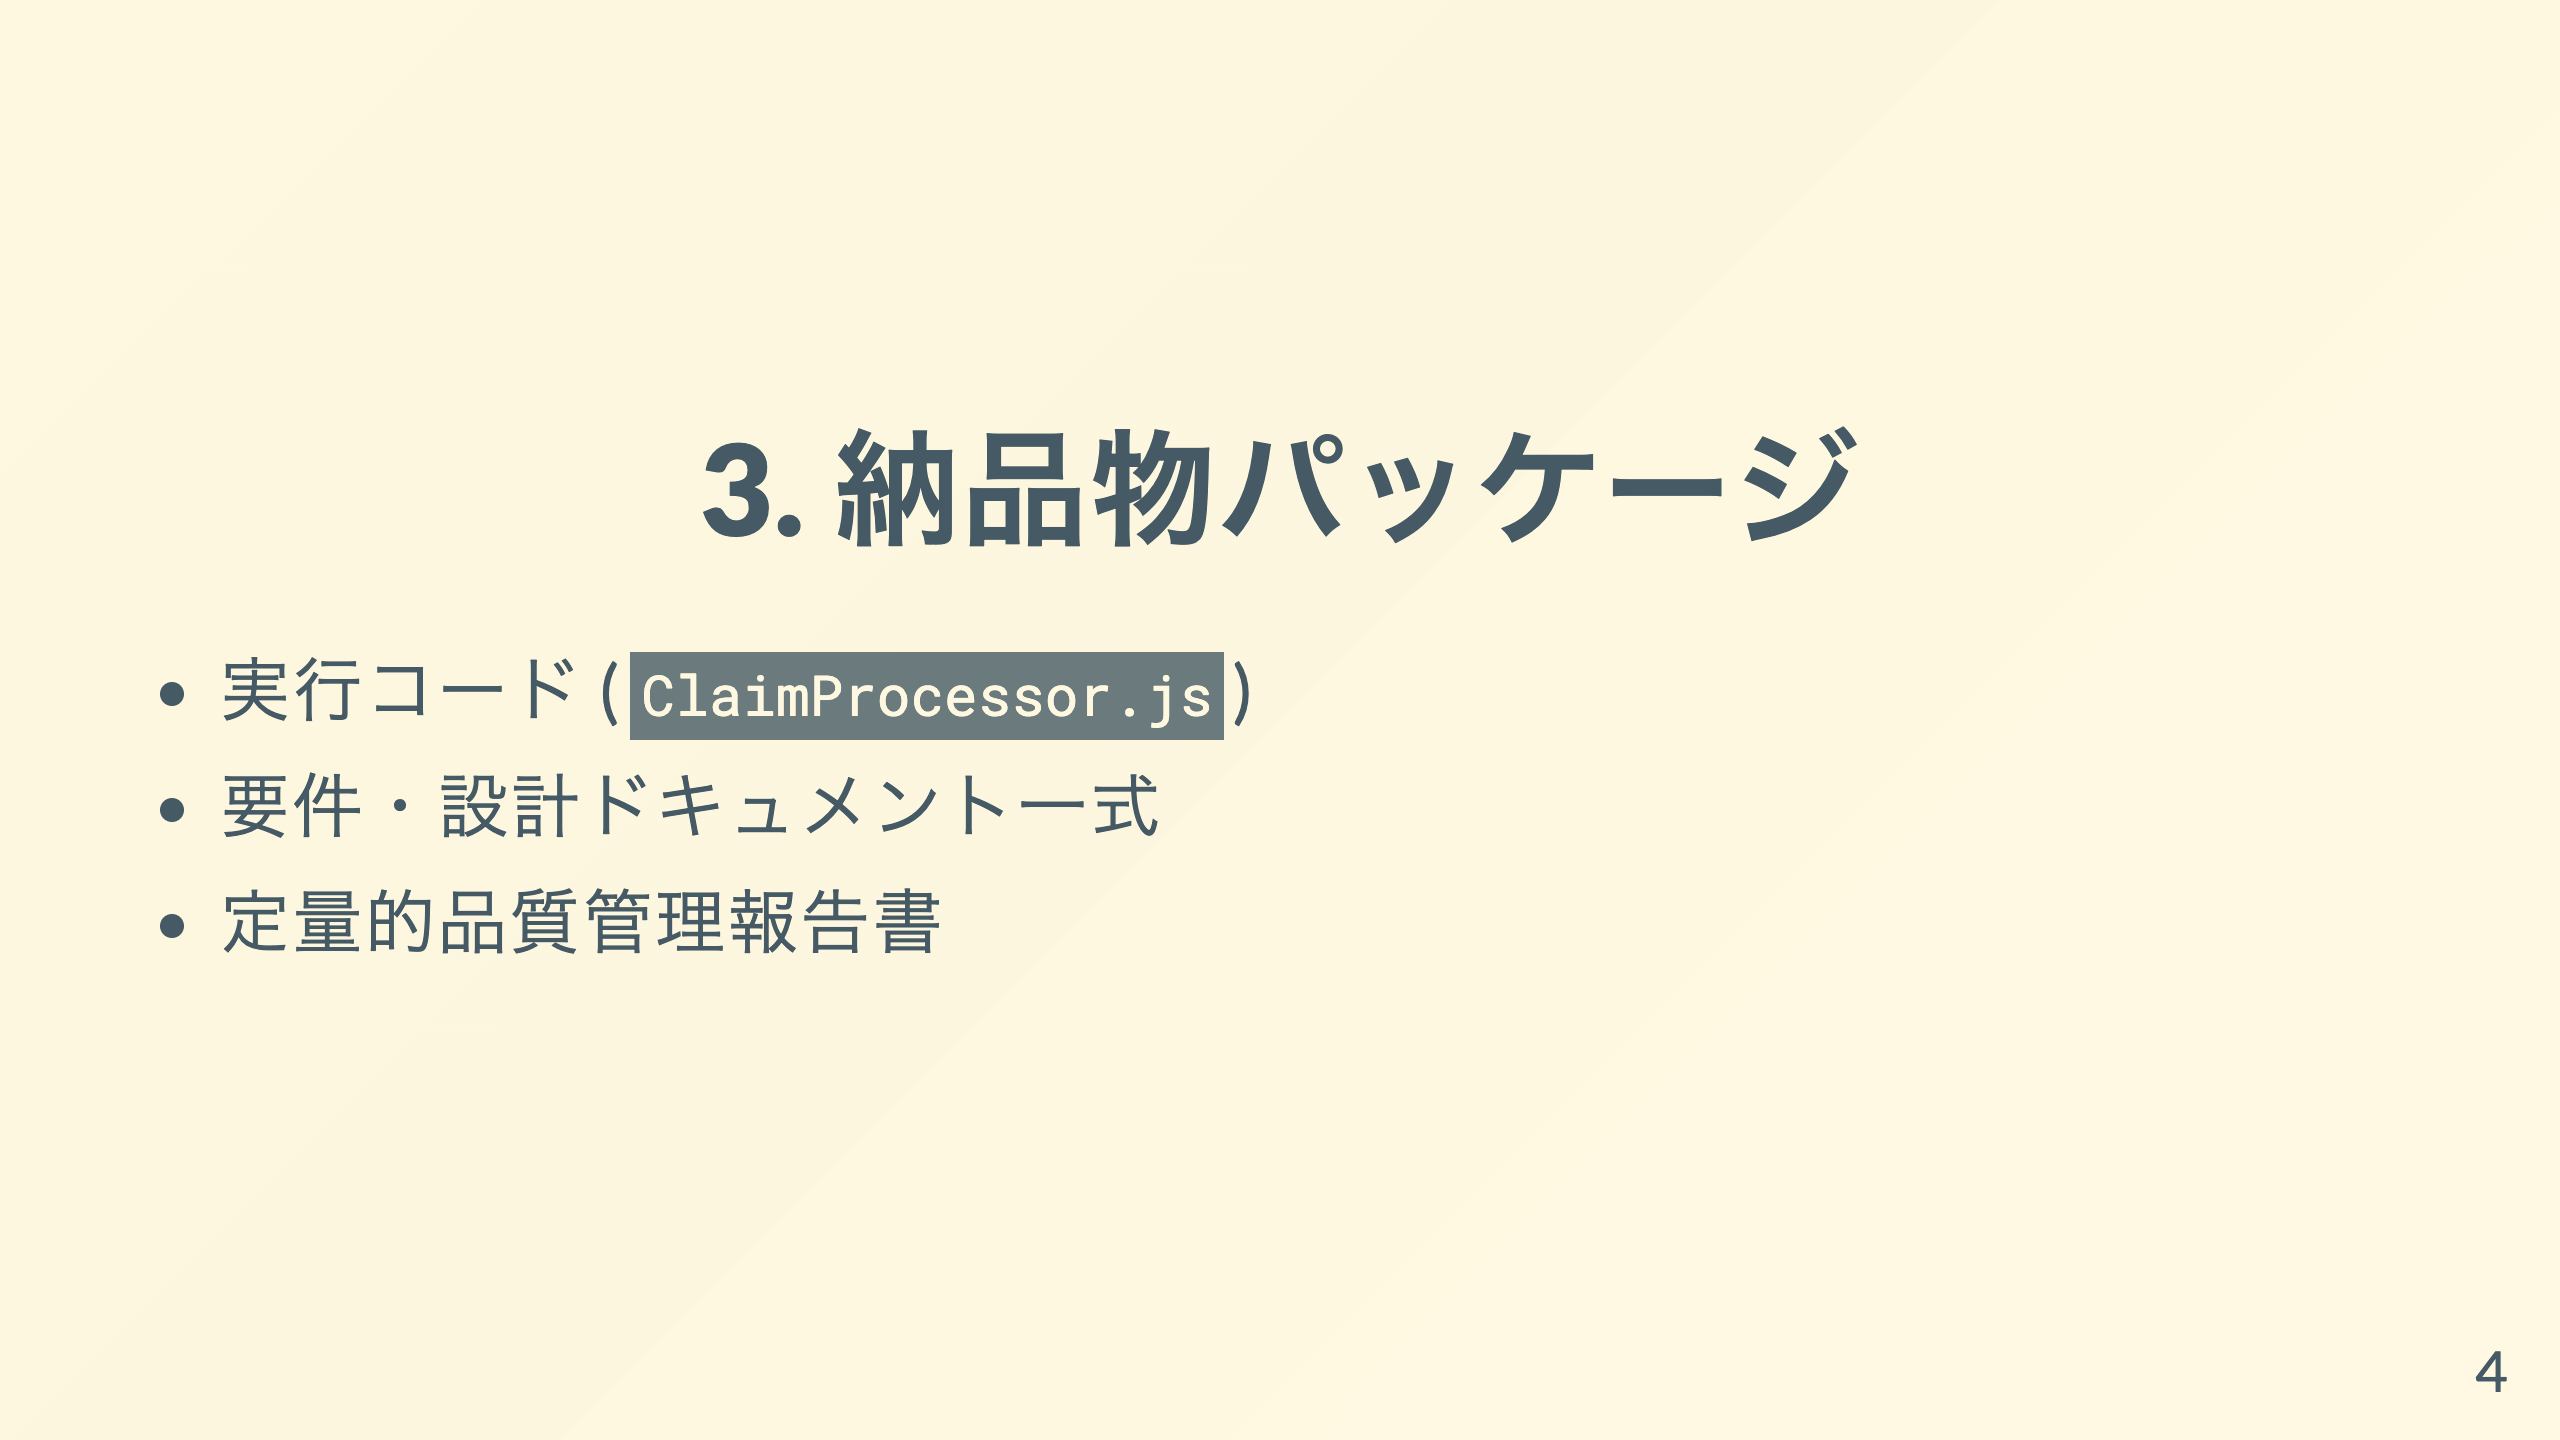 3. 納品物パッケージ
• 実行コード (ClaimProcessor.js)
• 要件・設計ドキュメント一式
• 定量的品質管理報告書
4